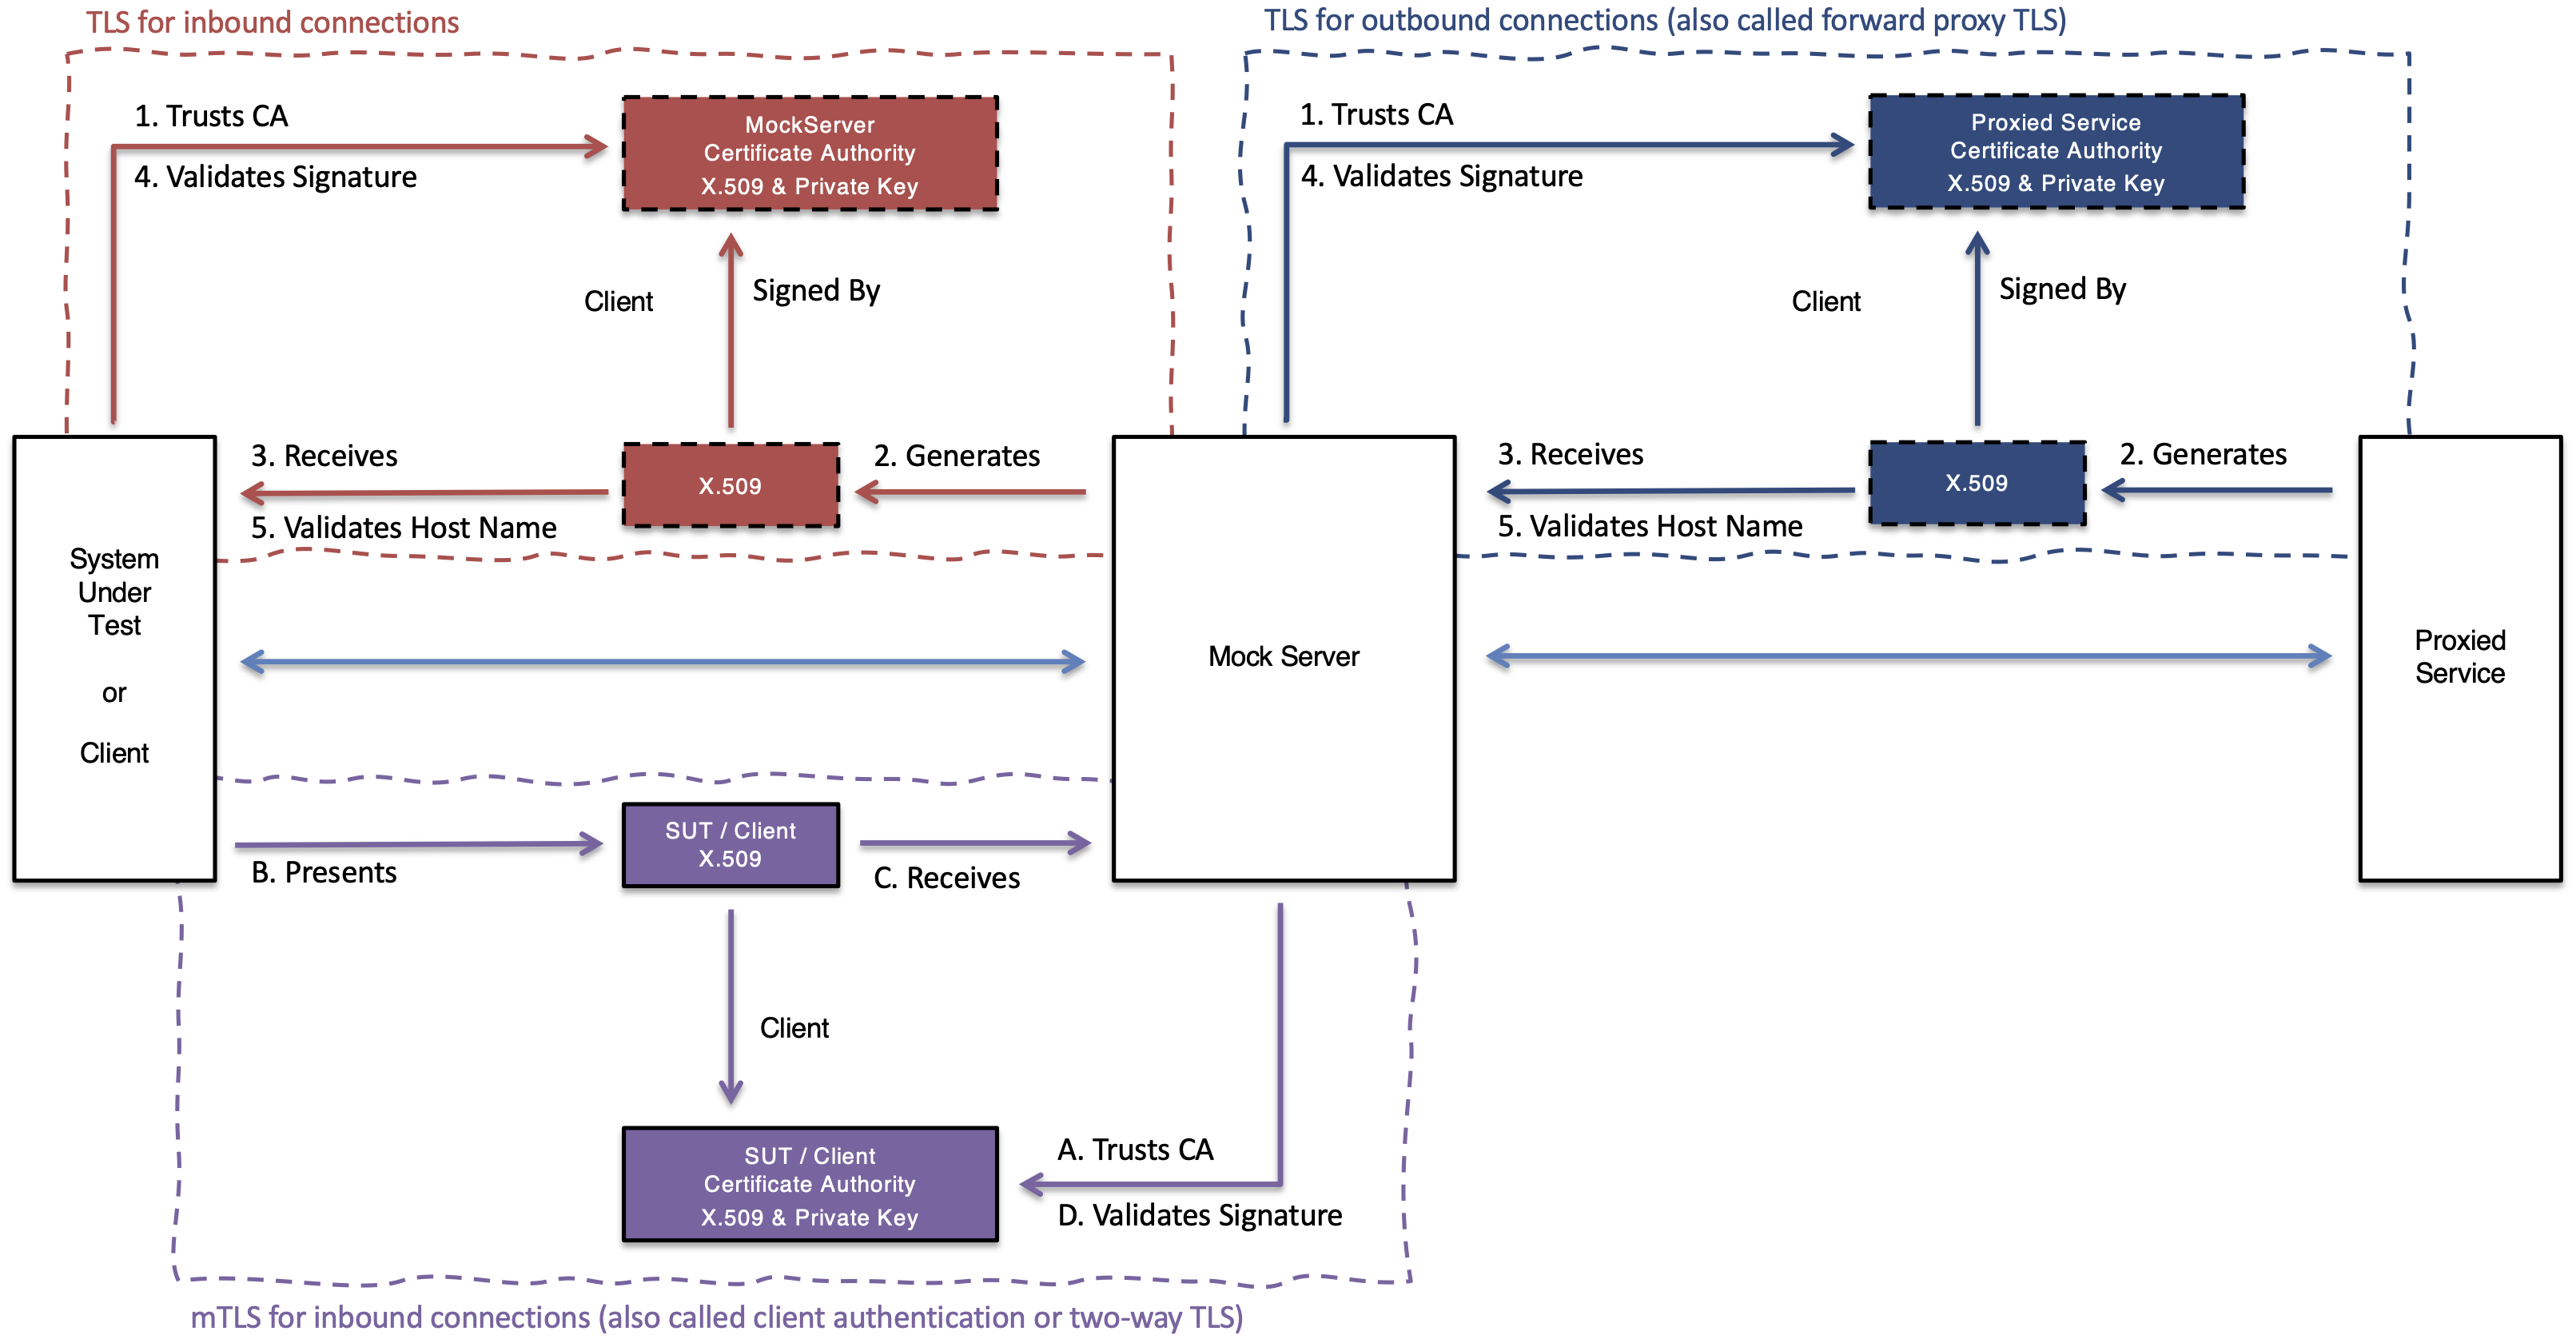 TLS for inbound connections
TLS for outbound connections (also called forward proxy TLS)
1. Trusts CA
4. Validates Signature
MockServer
Certificate Authority
X.509 & Private Key
Client
Signed By
3. Receives
5. Validates Host Name
X.509
2. Generates
1. Trusts CA
4. Validates Signature
Proxied Service
Certificate Authority
X.509 & Private Key
Client
Signed By
3. Receives
5. Validates Host Name
X.509
2. Generates
System
Under
Test
or
Client
Mock Server
Proxied
Service
B. Presents
SUT / Client
X.509
C. Receives
Client
SUT / Client
Certificate Authority
X.509 & Private Key
A. Trusts CA
D. Validates Signature
mTLS for inbound connections (also called client authentication or two-way TLS)